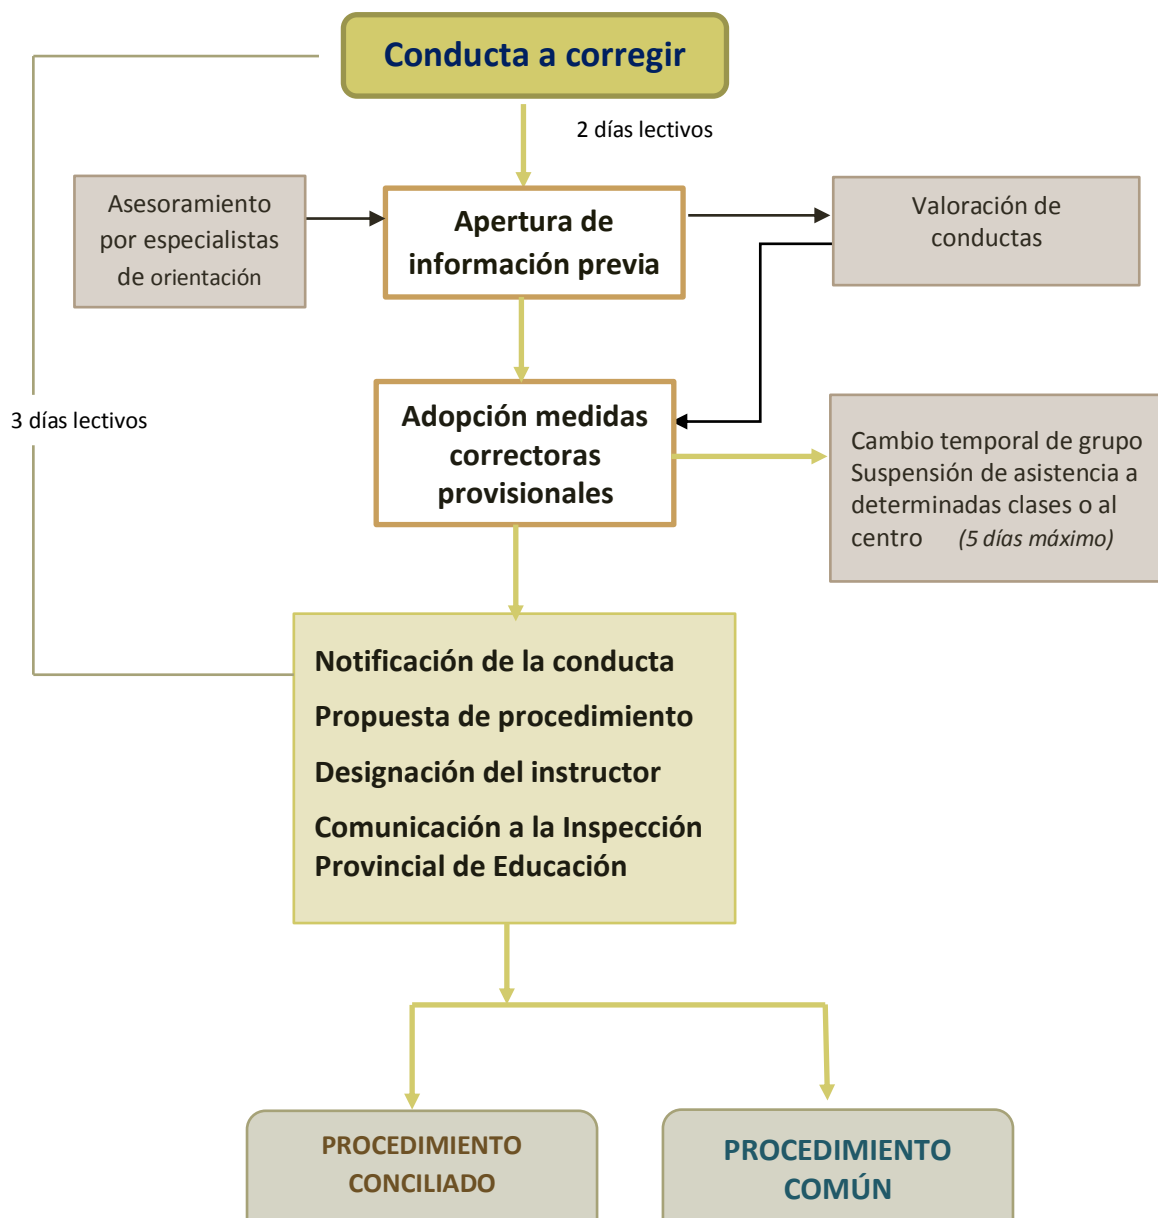 Conducta a corregir
2 días lectivos
Asesoramiento
por especialistas
de orientación
Apertura de
información previa
Valoración de
conductas
3 días lectivos
Adopción medidas
correctoras
provisionales
Cambio temporal de grupo
Suspensión de asistencia a
determinadas clases o al
centro (5 días máximo)
Notificación de la conducta
Propuesta de procedimiento
Designación del instructor
Comunicación a la Inspección
Provincial de Educación
PROCEDIMIENTO
CONCILIADO
PROCEDIMIENTO
COMÚN